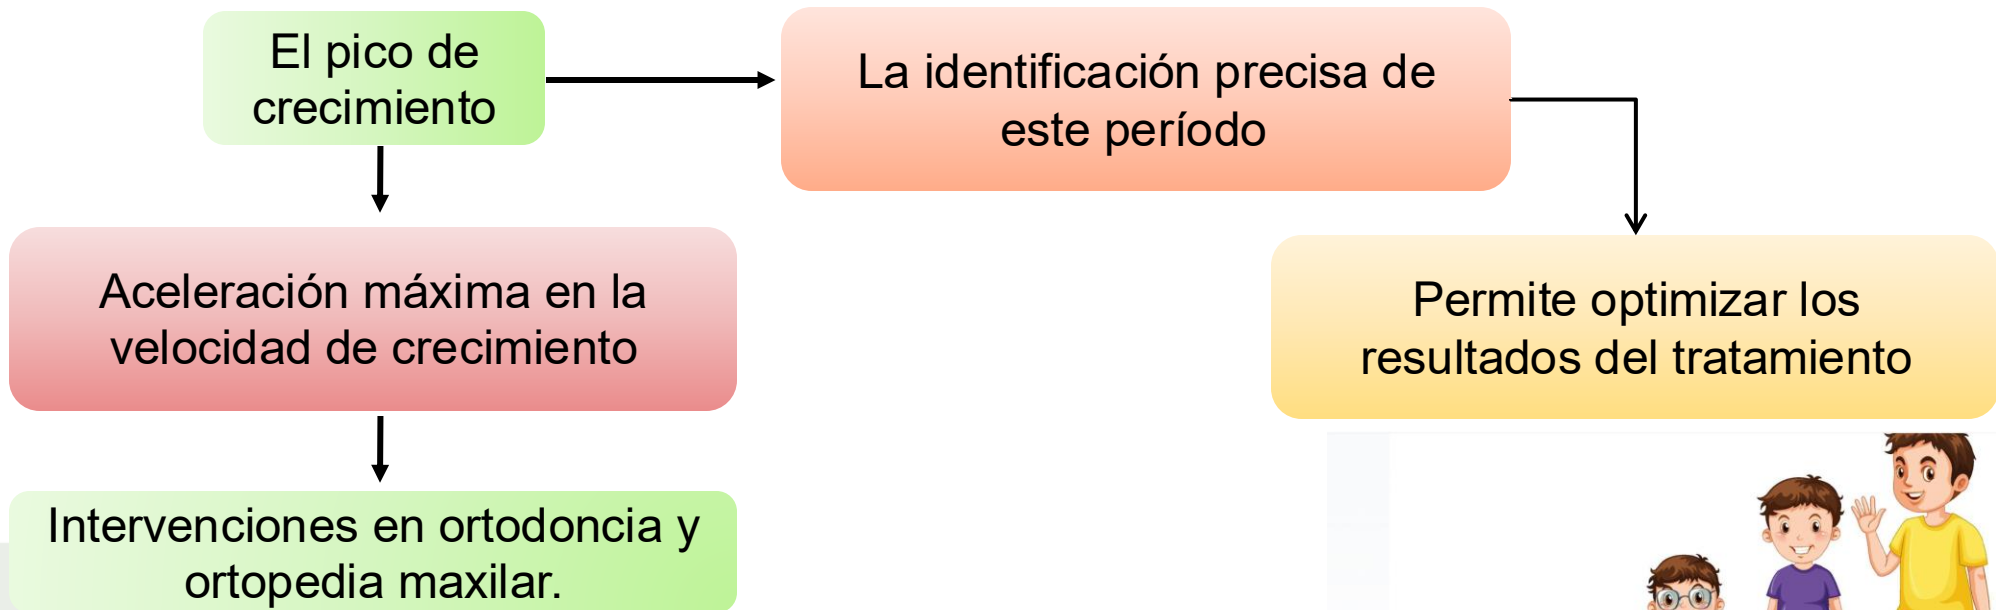 El pico de
crecimiento
La identificación precisa de
este período
Aceleración máxima en la
velocidad de crecimiento
Permite optimizar los
resultados del tratamiento
Intervenciones en ortodoncia y
ortopedia maxilar.